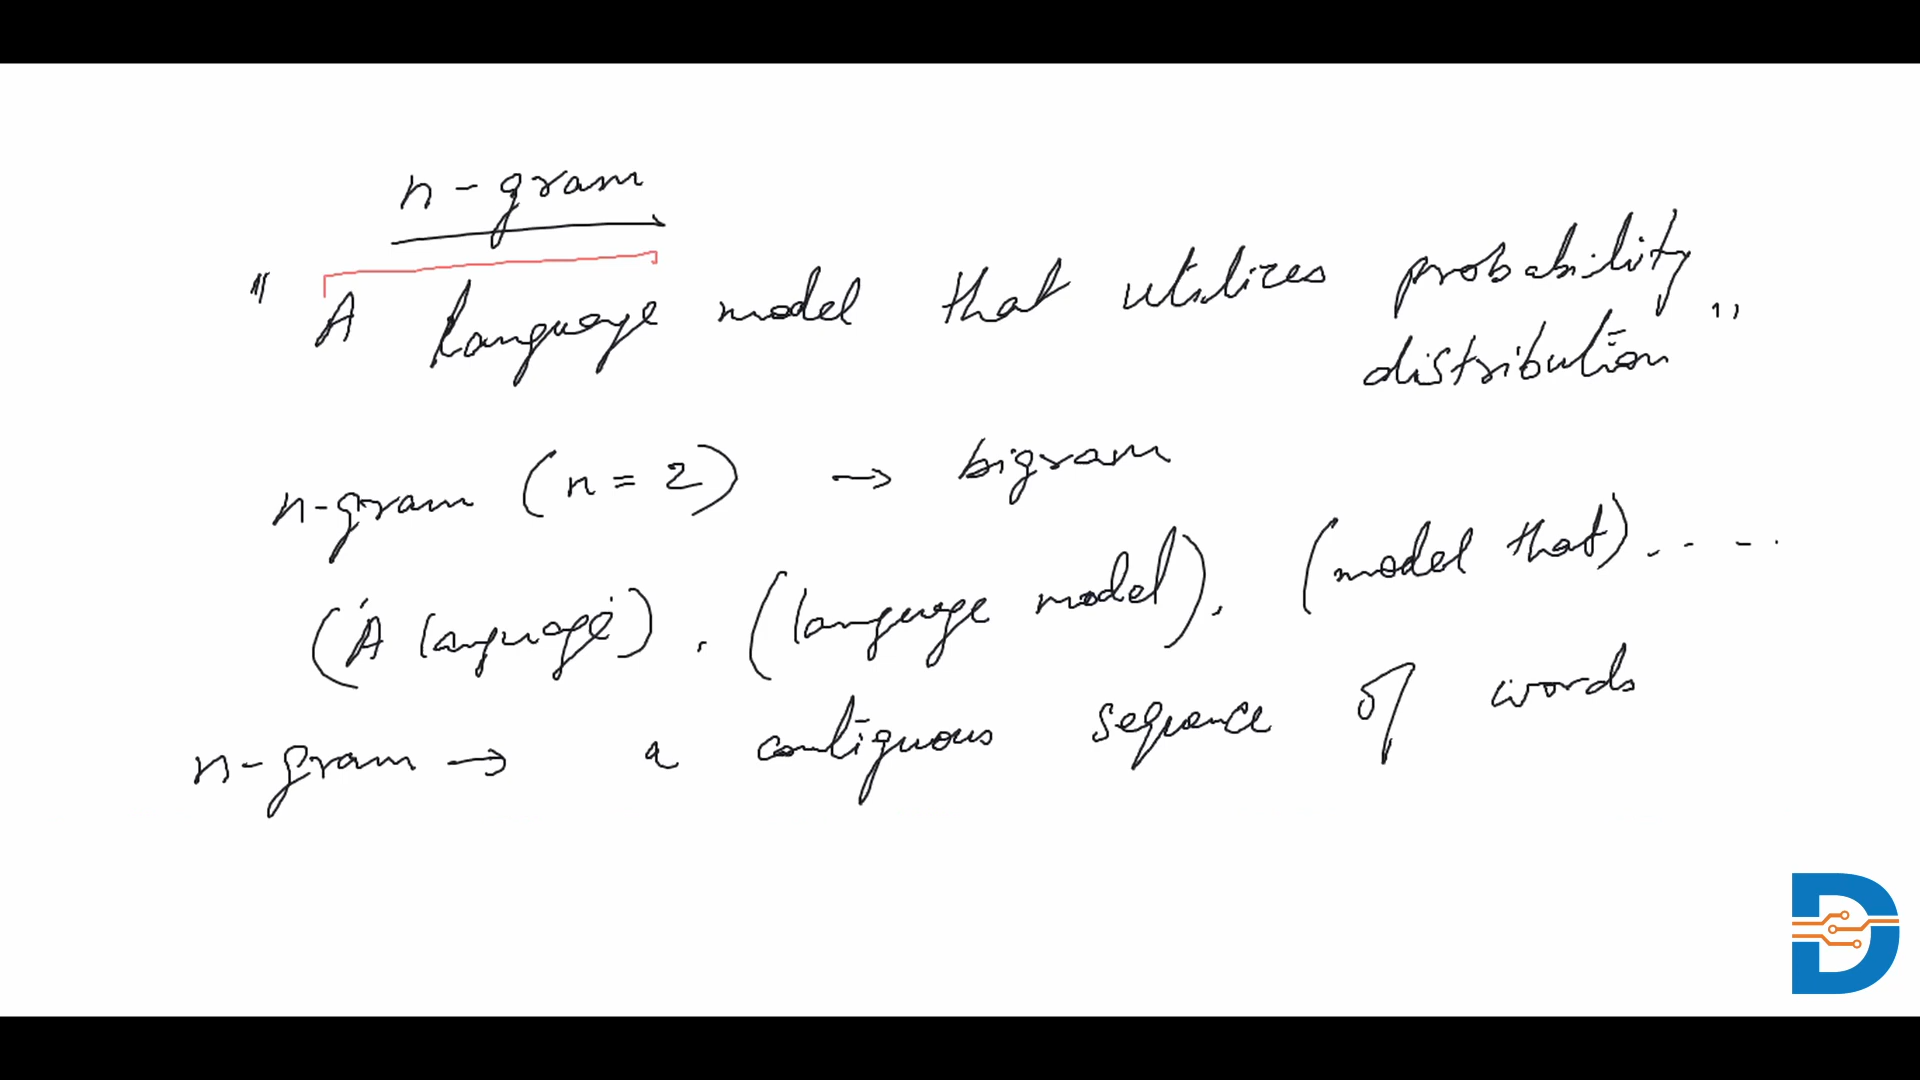 n-gram
" A language model that utilizes probability
distribution "
n-gram (n = 2) → bigram
(A language), (language model), (model that)-----
n-gram → a contiguous sequence of words